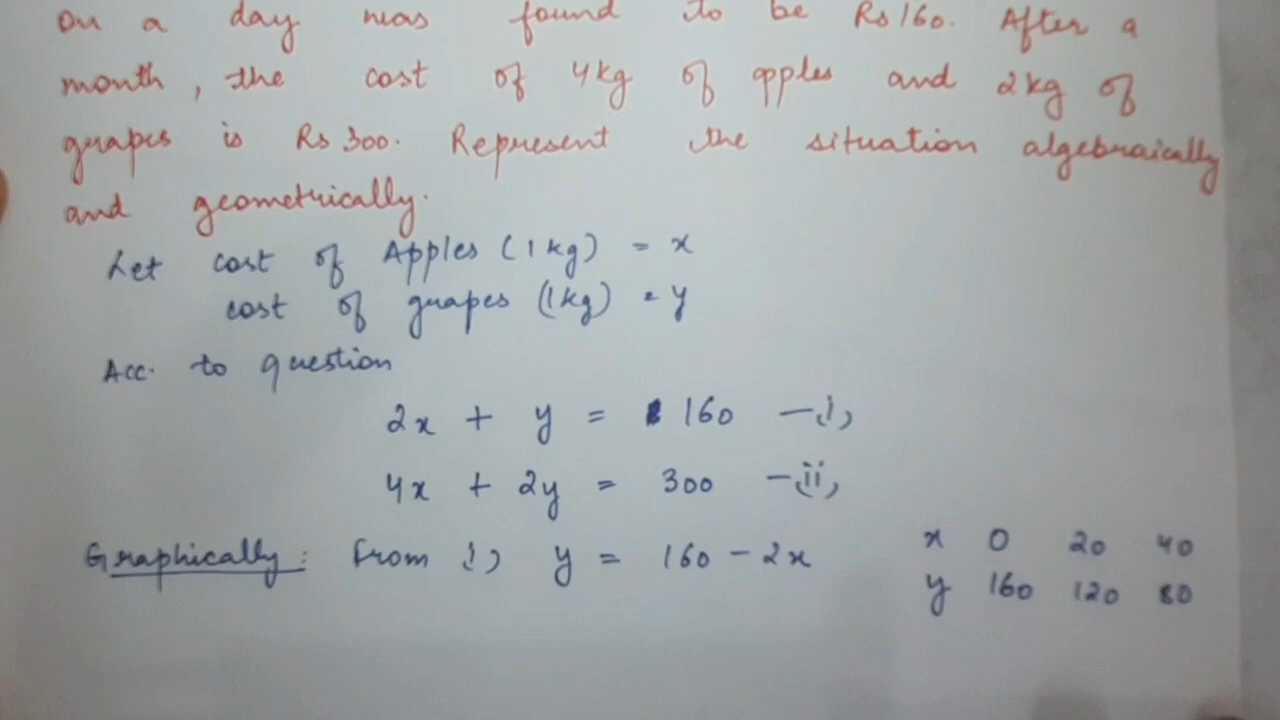 on a day was found to be Rs 160. After a
month, the cost of 4kg of apples and 2kg of
grapes is Rs 300. Represent the situation algebraically
and geometrically.
Let cost of Apples (1 kg) = x
cost of grapes (1kg) = y
Acc. to question
2x + y = 160 —i)
4x + 2y = 300 —ii)
Graphically: From i) y = 160 - 2x
x 0 20 40
y 160 120 80